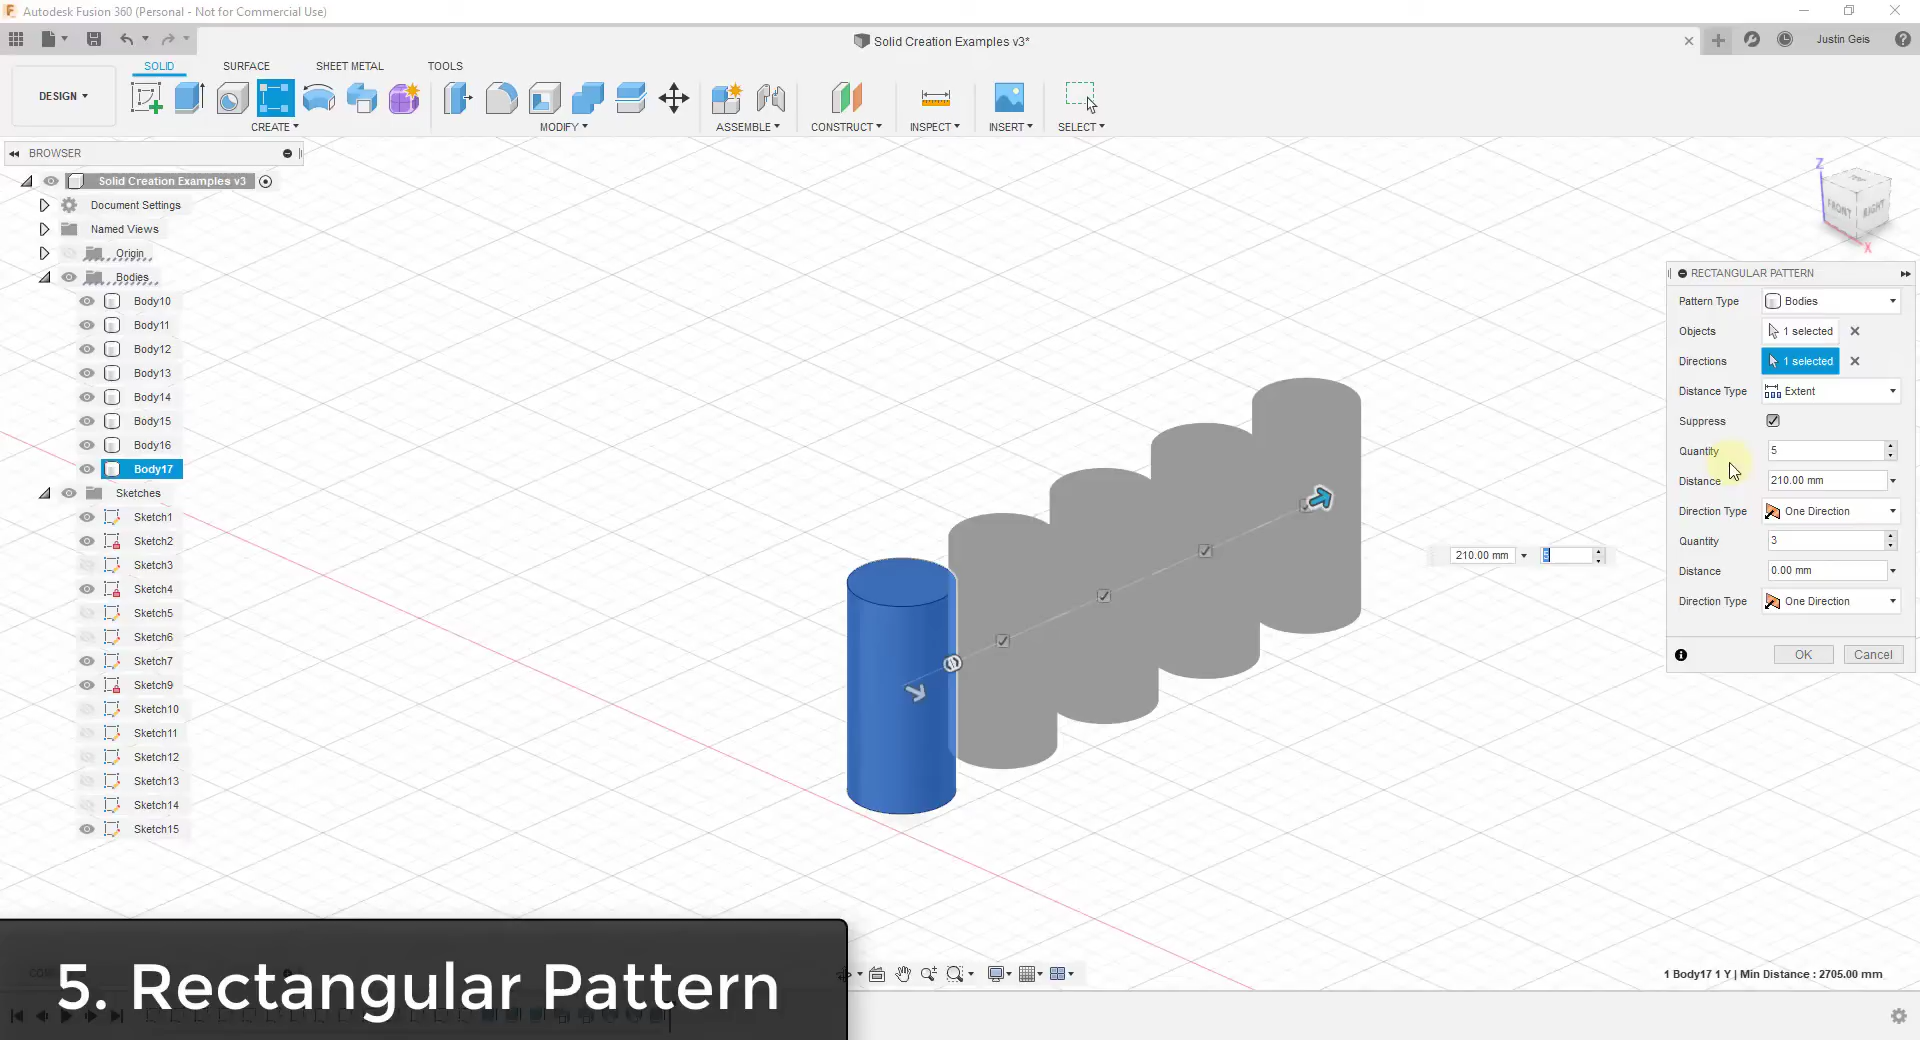 Autodesk Fusion 360 (Personal - Not for Commercial Use)
Solid Creation Examples v3*
Justin Geis
SOLID
SURFACE
SHEET METAL
TOOLS
DESIGN
CREATE
MODIFY
ASSEMBLE
CONSTRUCT
INSPECT
INSERT
SELECT
BROWSER
Solid Creation Examples v3
Document Settings
Named Views
Origin
Bodies
Body10
Body11
Body12
Body13
Body14
Body15
Body16
Body17
Sketches
Sketch1
Sketch2
Sketch3
Sketch4
Sketch5
Sketch6
Sketch7
Sketch9
Sketch10
Sketch11
Sketch12
Sketch13
Sketch14
Sketch15
Z
TOP
FRONT
RIGHT
X
RECTANGULAR PATTERN
Pattern Type Bodies
Objects 1 selected
Directions 1 selected
Distance Type Extent
Suppress
Quantity 5
Distance 210.00 mm
Direction Type One Direction
Quantity 3
Distance 0.00 mm
Direction Type One Direction
OK Cancel
210.00 mm 5
5. Rectangular Pattern
1 Body17 1 Y | Min Distance : 2705.00 mm